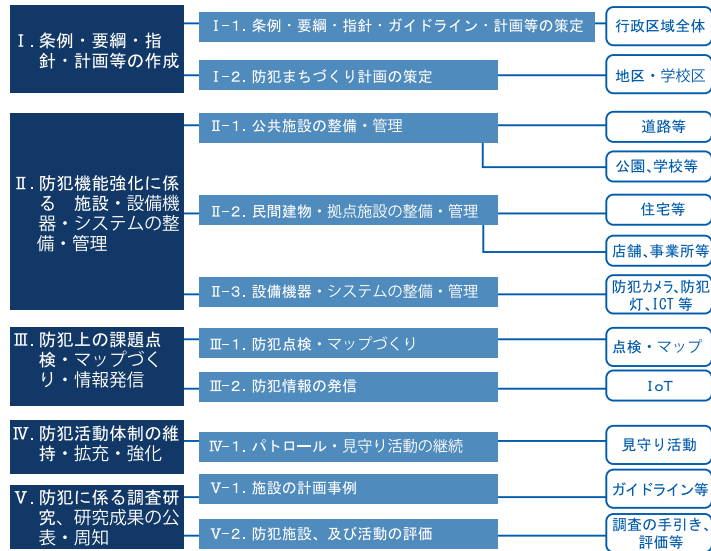 Ⅰ. 条例・要綱・指
針・計画等の作成
Ⅰ-1. 条例・要綱・指針・ガイドライン・計画等の策定
行政区域全体
Ⅰ-2. 防犯まちづくり計画の策定
地区・学校区
Ⅱ. 防犯機能強化に係
る 施設・設備機
器・システムの整
備・管理
Ⅱ-1. 公共施設の整備・管理
道路等
公園、学校等
Ⅱ-2. 民間建物・拠点施設の整備・管理
住宅等
店舗、事業所等
Ⅱ-3. 設備機器・システムの整備・管理
防犯カメラ、防犯
灯、ICT 等
Ⅲ. 防犯上の課題点
検・マップづく
り・情報発信
Ⅲ-1. 防犯点検・マップづくり
点検・マップ
Ⅲ-2. 防犯情報の発信
IoT
Ⅳ. 防犯活動体制の維
持・拡充・強化
Ⅳ-1. パトロール・見守り活動の継続
見守り活動
Ⅴ. 防犯に係る調査研
究、研究成果の公
表・周知
Ⅴ-1. 施設の計画事例
ガイドライン等
Ⅴ-2. 防犯施設、及び活動の評価
調査の手引き、
評価等